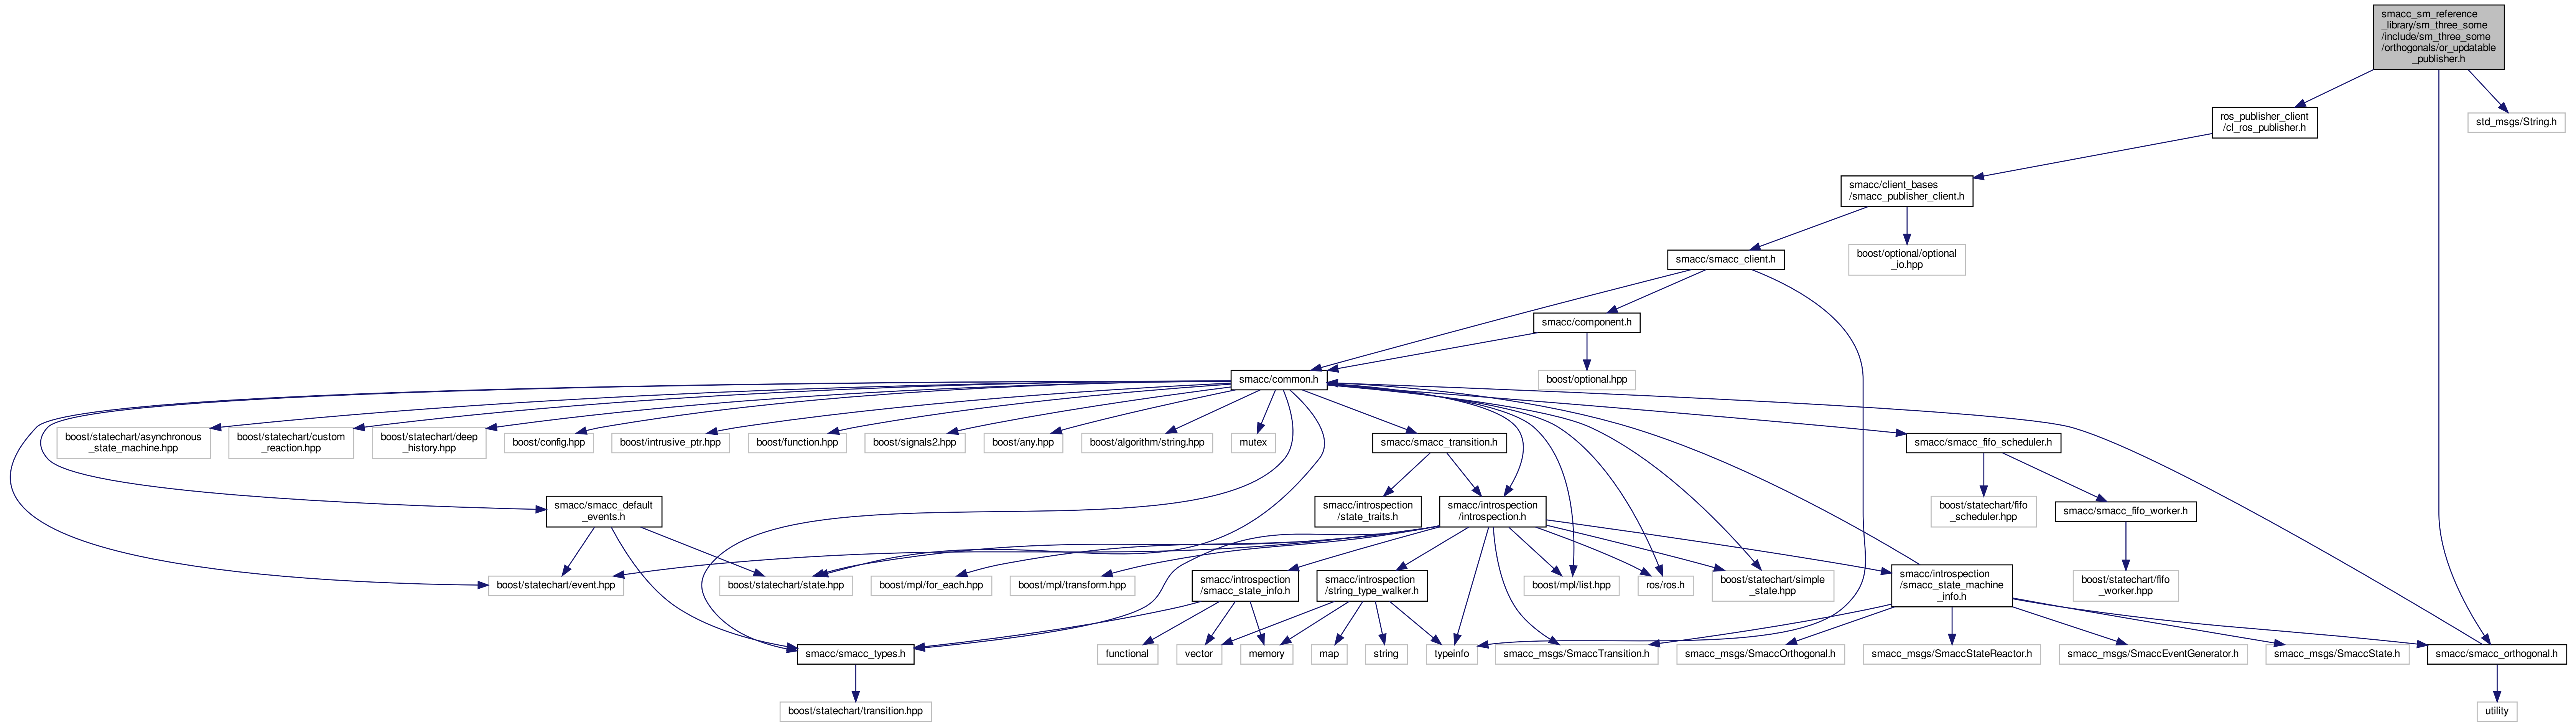 smacc_sm_reference
_library/sm_three_some
/include/sm_three_some
/orthogonals/or_updatable
_publisher.h
ros_publisher_client
/cl_ros_publisher.h
std_msgs/String.h
smacc/client_bases
/smacc_publisher_client.h
smacc/smacc_client.h
boost/optional/optional
_io.hpp
smacc/component.h
smacc/common.h
boost/optional.hpp
boost/statechart/asynchronous
_state_machine.hpp
boost/statechart/custom
_reaction.hpp
boost/statechart/deep
_history.hpp
boost/config.hpp
boost/intrusive_ptr.hpp
boost/function.hpp
boost/signals2.hpp
boost/any.hpp
boost/algorithm/string.hpp
mutex
smacc/smacc_transition.h
smacc/smacc_fifo_scheduler.h
smacc/smacc_default
_events.h
smacc/introspection
/state_traits.h
smacc/introspection
/introspection.h
boost/statechart/fifo
_scheduler.hpp
smacc/smacc_fifo_worker.h
boost/statechart/event.hpp
boost/statechart/state.hpp
boost/mpl/for_each.hpp
boost/mpl/transform.hpp
smacc/introspection
/smacc_state_info.h
smacc/introspection
/string_type_walker.h
boost/mpl/list.hpp
ros/ros.h
boost/statechart/simple
_state.hpp
smacc/introspection
/smacc_state_machine
_info.h
boost/statechart/fifo
_worker.hpp
smacc/smacc_types.h
functional
vector
memory
map
string
typeinfo
smacc_msgs/SmaccTransition.h
smacc_msgs/SmaccOrthogonal.h
smacc_msgs/SmaccStateReactor.h
smacc_msgs/SmaccEventGenerator.h
smacc_msgs/SmaccState.h
smacc/smacc_orthogonal.h
boost/statechart/transition.hpp
utility